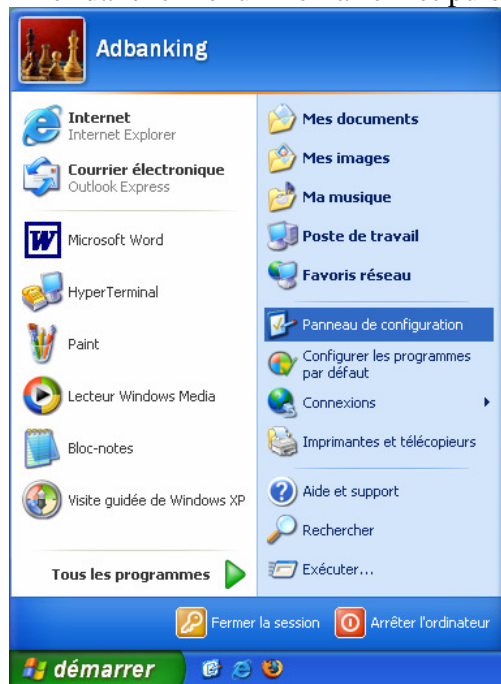 Adbanking
Internet
Internet Explorer
Courrier électronique
Outlook Express
Microsoft Word
HyperTerminal
Paint
Lecteur Windows Media
Bloc-notes
Visite guidée de Windows XP
Tous les programmes
Mes documents
Mes images
Ma musique
Poste de travail
Favoris réseau
Panneau de configuration
Configurer les programmes
par défaut
Connexions
Imprimantes et télécopieurs
Aide et support
Rechercher
Exécuter...
Fermer la session
Arrêter l'ordinateur
démarrer